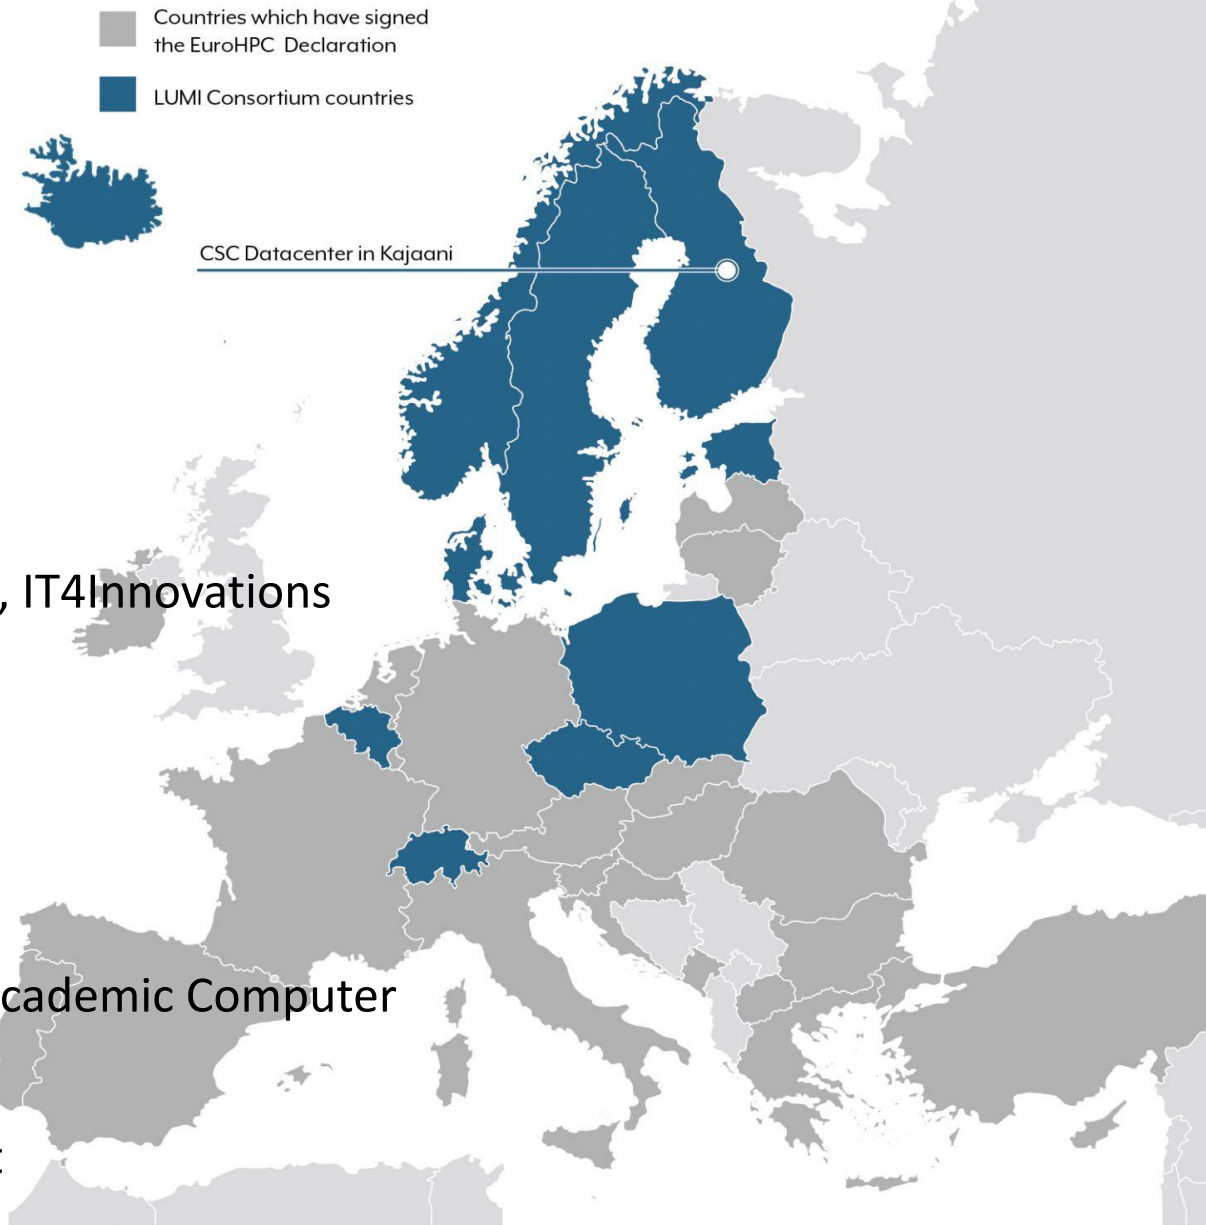 Countries which have signed
the EuroHPC Declaration
LUMI Consortium countries
CSC Datacenter in Kajaani
, IT4Innovations
cademic Computer
t